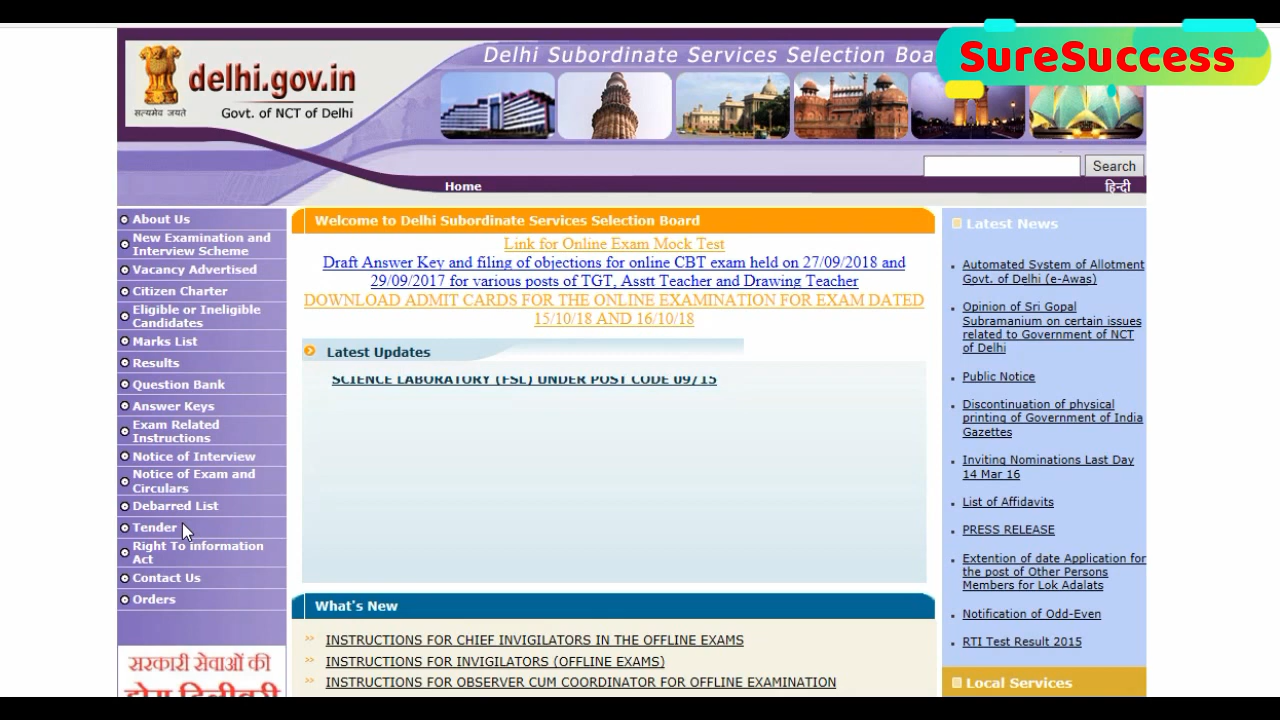 Delhi Subordinate Services Selection Boa
SureSuccess
delhi.gov.in
सत्यमेव जयते
Govt. of NCT of Delhi
Search
Home
हिन्दी
About Us
New Examination and
Interview Scheme
Vacancy Advertised
Citizen Charter
Eligible or Ineligible
Candidates
Marks List
Results
Question Bank
Answer Keys
Exam Related
Instructions
Notice of Interview
Notice of Exam and
Circulars
Debarred List
Tender
Right To information
Act
Contact Us
Orders
सरकारी सेवाओं की
Welcome to Delhi Subordinate Services Selection Board
Link for Online Exam Mock Test
Draft Answer Key and filing of objections for online CBT exam held on 27/09/2018 and
29/09/2017 for various posts of TGT, Asstt Teacher and Drawing Teacher
DOWNLOAD ADMIT CARDS FOR THE ONLINE EXAMINATION FOR EXAM DATED
15/10/18 AND 16/10/18
Latest Updates
SCIENCE LABORATORY (FSL) UNDER POST CODE 09/15
What's New
INSTRUCTIONS FOR CHIEF INVIGILATORS IN THE OFFLINE EXAMS
INSTRUCTIONS FOR INVIGILATORS (OFFLINE EXAMS)
INSTRUCTIONS FOR OBSERVER CUM COORDINATOR FOR OFFLINE EXAMINATION
Latest News
Automated System of Allotment
Govt. of Delhi (e-Awas)
Opinion of Sri Gopal
Subramanium on certain issues
related to Government of NCT
of Delhi
Public Notice
Discontinuation of physical
printing of Government of India
Gazettes
Inviting Nominations Last Day
14 Mar 16
List of Affidavits
PRESS RELEASE
Extention of date Application for
the post of Other Persons
Members for Lok Adalats
Notification of Odd-Even
RTI Test Result 2015
Local Services